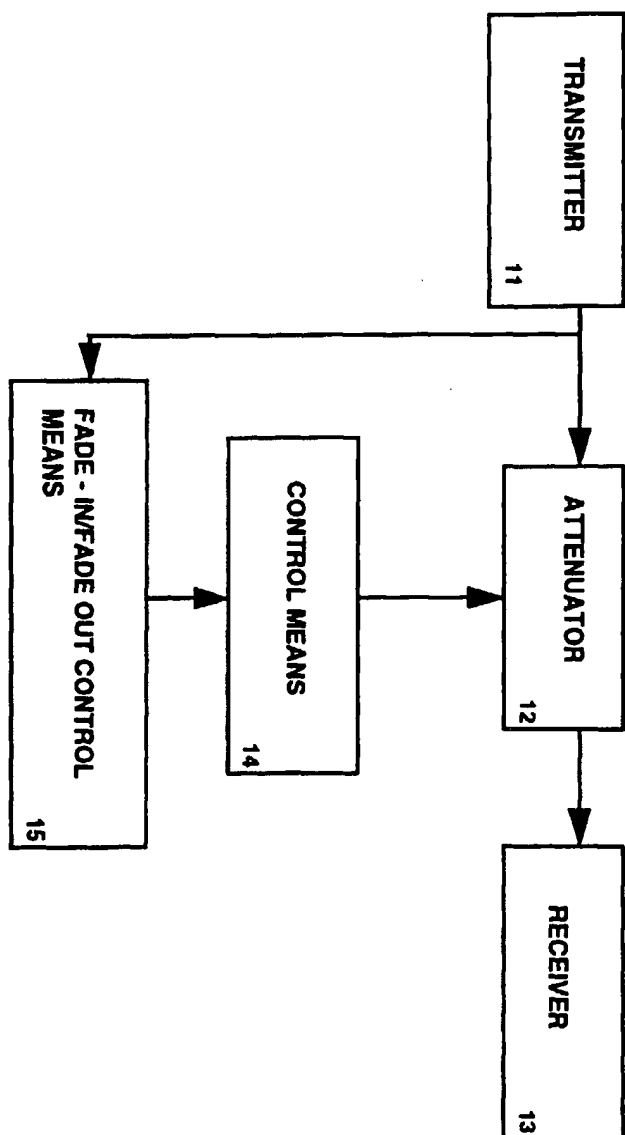 TRANSMITTER
11
ATTENUATOR
12
RECEIVER
13
CONTROL MEANS
14
FADE - IN/FADE OUT CONTROL
MEANS
15